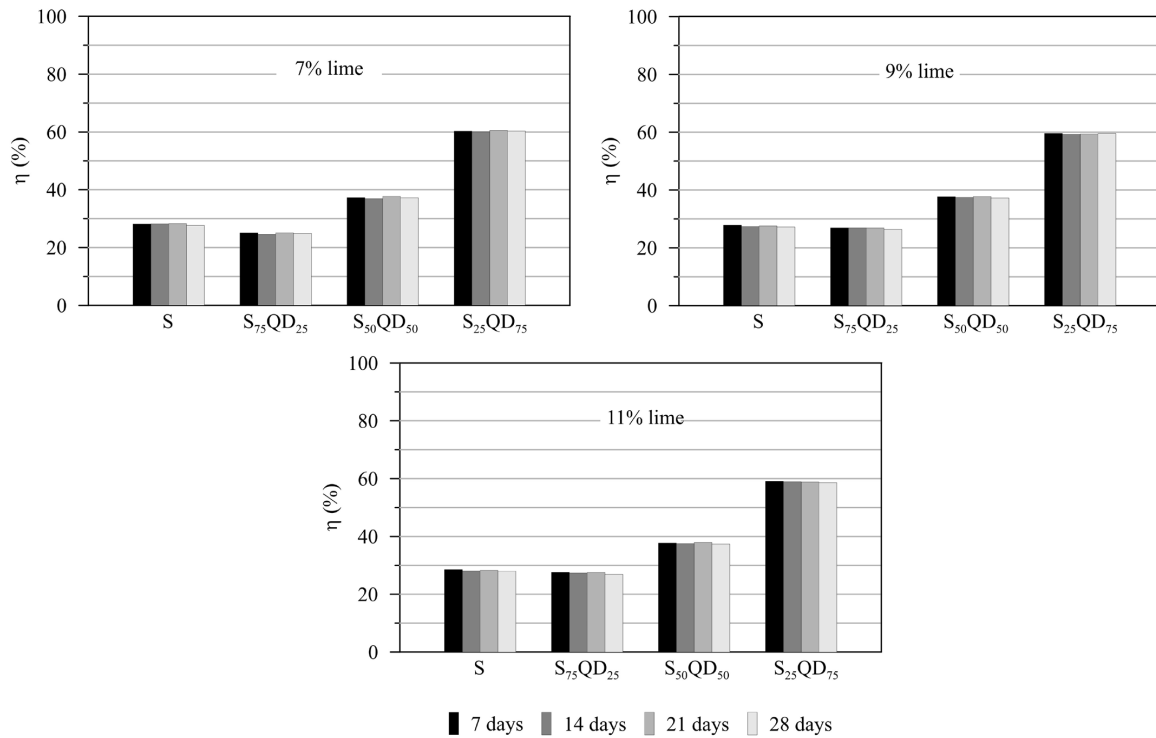 100
80
60
40
20
0
η (%)
7% lime
S
S₇₅QD₂₅
S₅₀QD₅₀
S₂₅QD₇₅
100
80
60
40
20
0
η (%)
9% lime
S
S₇₅QD₂₅
S₅₀QD₅₀
S₂₅QD₇₅
100
80
60
40
20
0
η (%)
11% lime
S
S₇₅QD₂₅
S₅₀QD₅₀
S₂₅QD₇₅
7 days 14 days 21 days 28 days